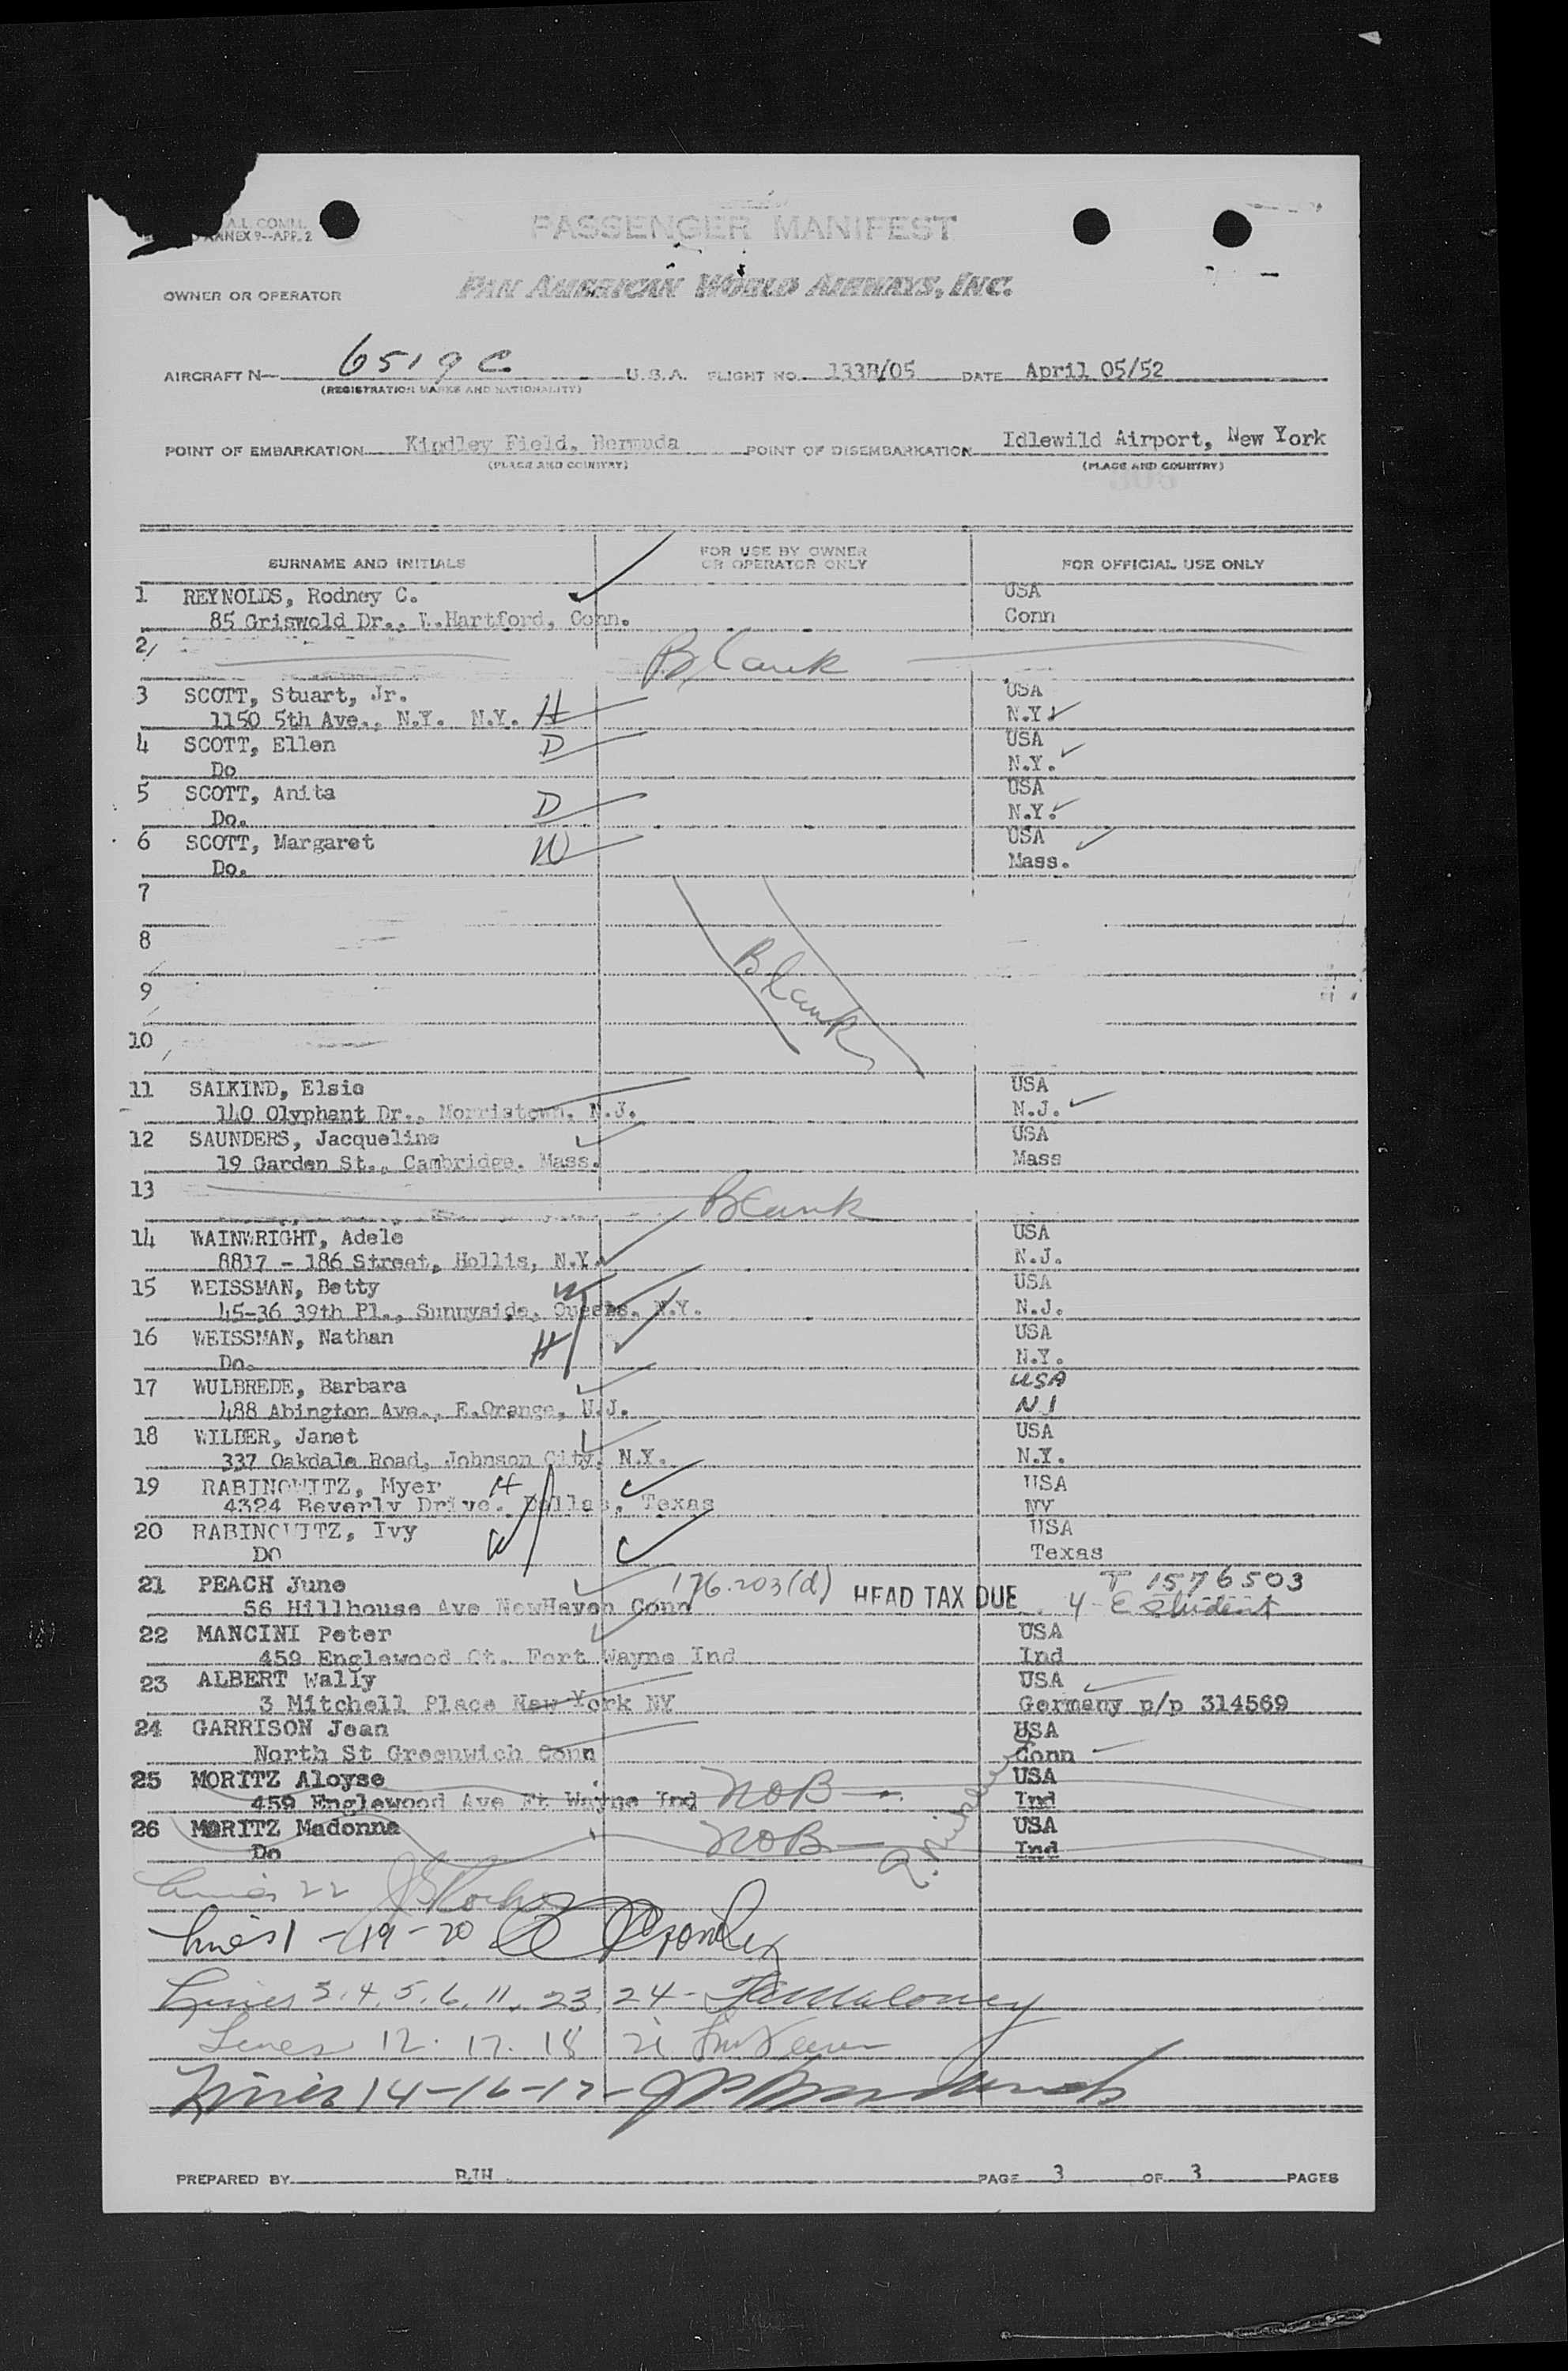 A.L. COMM.
ANNEX 9--APP. 2
PASSENGER MANIFEST
OWNER OR OPERATOR PAN AMERICAN WORLD AIRWAYS, INC.
AIRCRAFT N— 6519C U.S.A. FLIGHT NO. 133B/05 DATE April 05/52
(REGISTRATION MARKS AND NATIONALITY)
POINT OF EMBARKATION Kindley Field, Bermuda POINT OF DISEMBARKATION Idlewild Airport, New York
(PLACE AND COUNTRY) (PLACE AND COUNTRY)
SURNAME AND INITIALS FOR USE BY OWNER OR OPERATOR ONLY FOR OFFICIAL USE ONLY
1 REYNOLDS, Rodney C. USA
85 Griswold Dr., W.Hartford, Conn. Conn
2 Blank
3 SCOTT, Stuart, Jr. USA
1150 5th Ave., N.Y. N.Y. H N.Y.
4 SCOTT, Ellen D USA
Do N.Y.
5 SCOTT, Anita D USA
Do. N.Y.
6 SCOTT, Margaret W USA
Do. Mass.
7
8 Blank
9
10
11 SALKIND, Elsie USA
140 Olyphant Dr., Morristown, N.J. N.J.
12 SAUNDERS, Jacqueline USA
19 Garden St., Cambridge, Mass. Mass
13 Blank
14 WAINWRIGHT, Adele USA
8817 - 186 Street, Hollis, N.Y. N.J.
15 WEISSMAN, Betty W USA
45-36 39th Pl., Sunnyside, Queens, N.Y. N.J.
16 WEISSMAN, Nathan H USA
Do. N.Y.
17 WULBREDE, Barbara USA
488 Abington Ave., E.Orange, N.J. NJ
18 WILDER, Janet USA
337 Oakdale Road, Johnson City, N.Y. N.Y.
19 RABINOWITZ, Myer H USA
4324 Beverly Drive. Dallas, Texas NY
20 RABINOWITZ, Ivy W USA
DO Texas
21 PEACH June 176.203(d) HEAD TAX DUE T 1576503
56 Hillhouse Ave NewHaven Conn 4-E Student
22 MANCINI Peter USA
459 Englewood Ct. Fort Wayne Ind Ind
23 ALBERT Wally USA
3 Mitchell Place New York NY Germany p/p 314569
24 GARRISON Jean USA
North St Greenwich Conn Conn
25 MORITZ Aloyse USA
459 Englewood Ave Ft Wayne Ind NOB Ind
26 MORITZ Madonna NOB USA
Do Ind
Lines 22
Lines 1 - 19 - 20
Lines 3, 4, 5, 6, 11, 23, 24 - Maloney
Lines 12. 17. 18 21
Lines 14-16-17-
PREPARED BY RJH PAGE 3 OF 3 PAGES